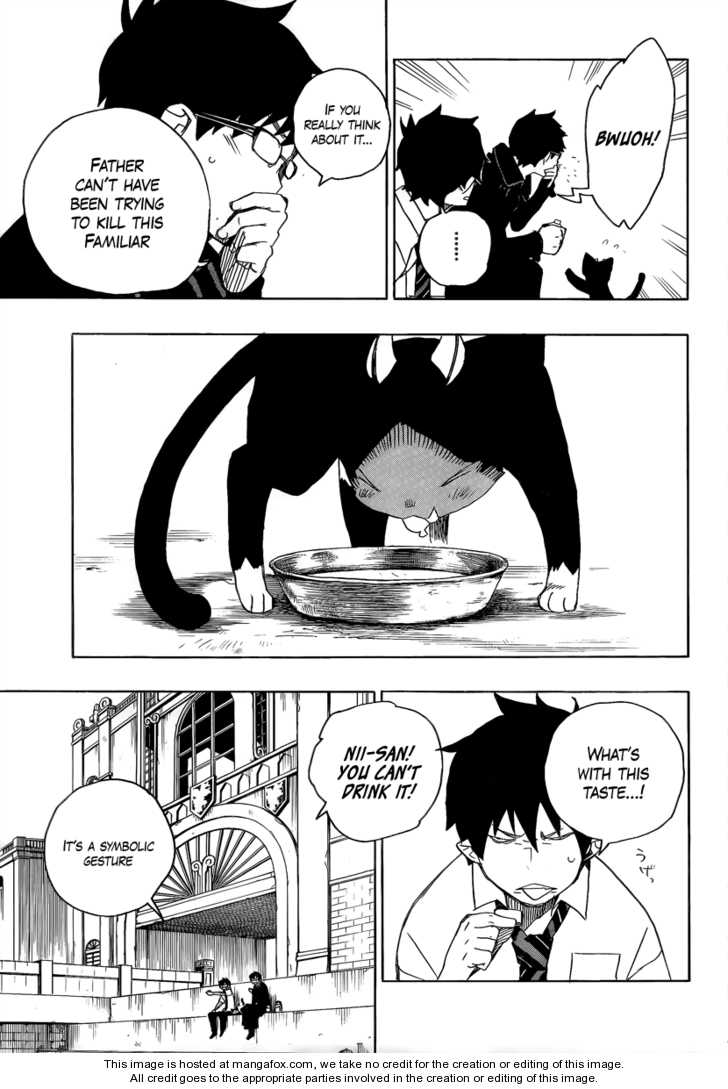 BWUOH!
........
IF YOU
REALLY THINK
ABOUT IT...
FATHER
CAN'T HAVE
BEEN TRYING
TO KILL THIS
FAMILIAR
WHAT'S
WITH THIS
TASTE...!
うげっ
NII-SAN!
YOU CAN'T
DRINK IT!
IT'S A SYMBOLIC
GESTURE
This image is hosted at mangafox.com, we take no credit for the creation or editing of this image.
All credit goes to the appropriate parties involved in the creation or editing of this image.